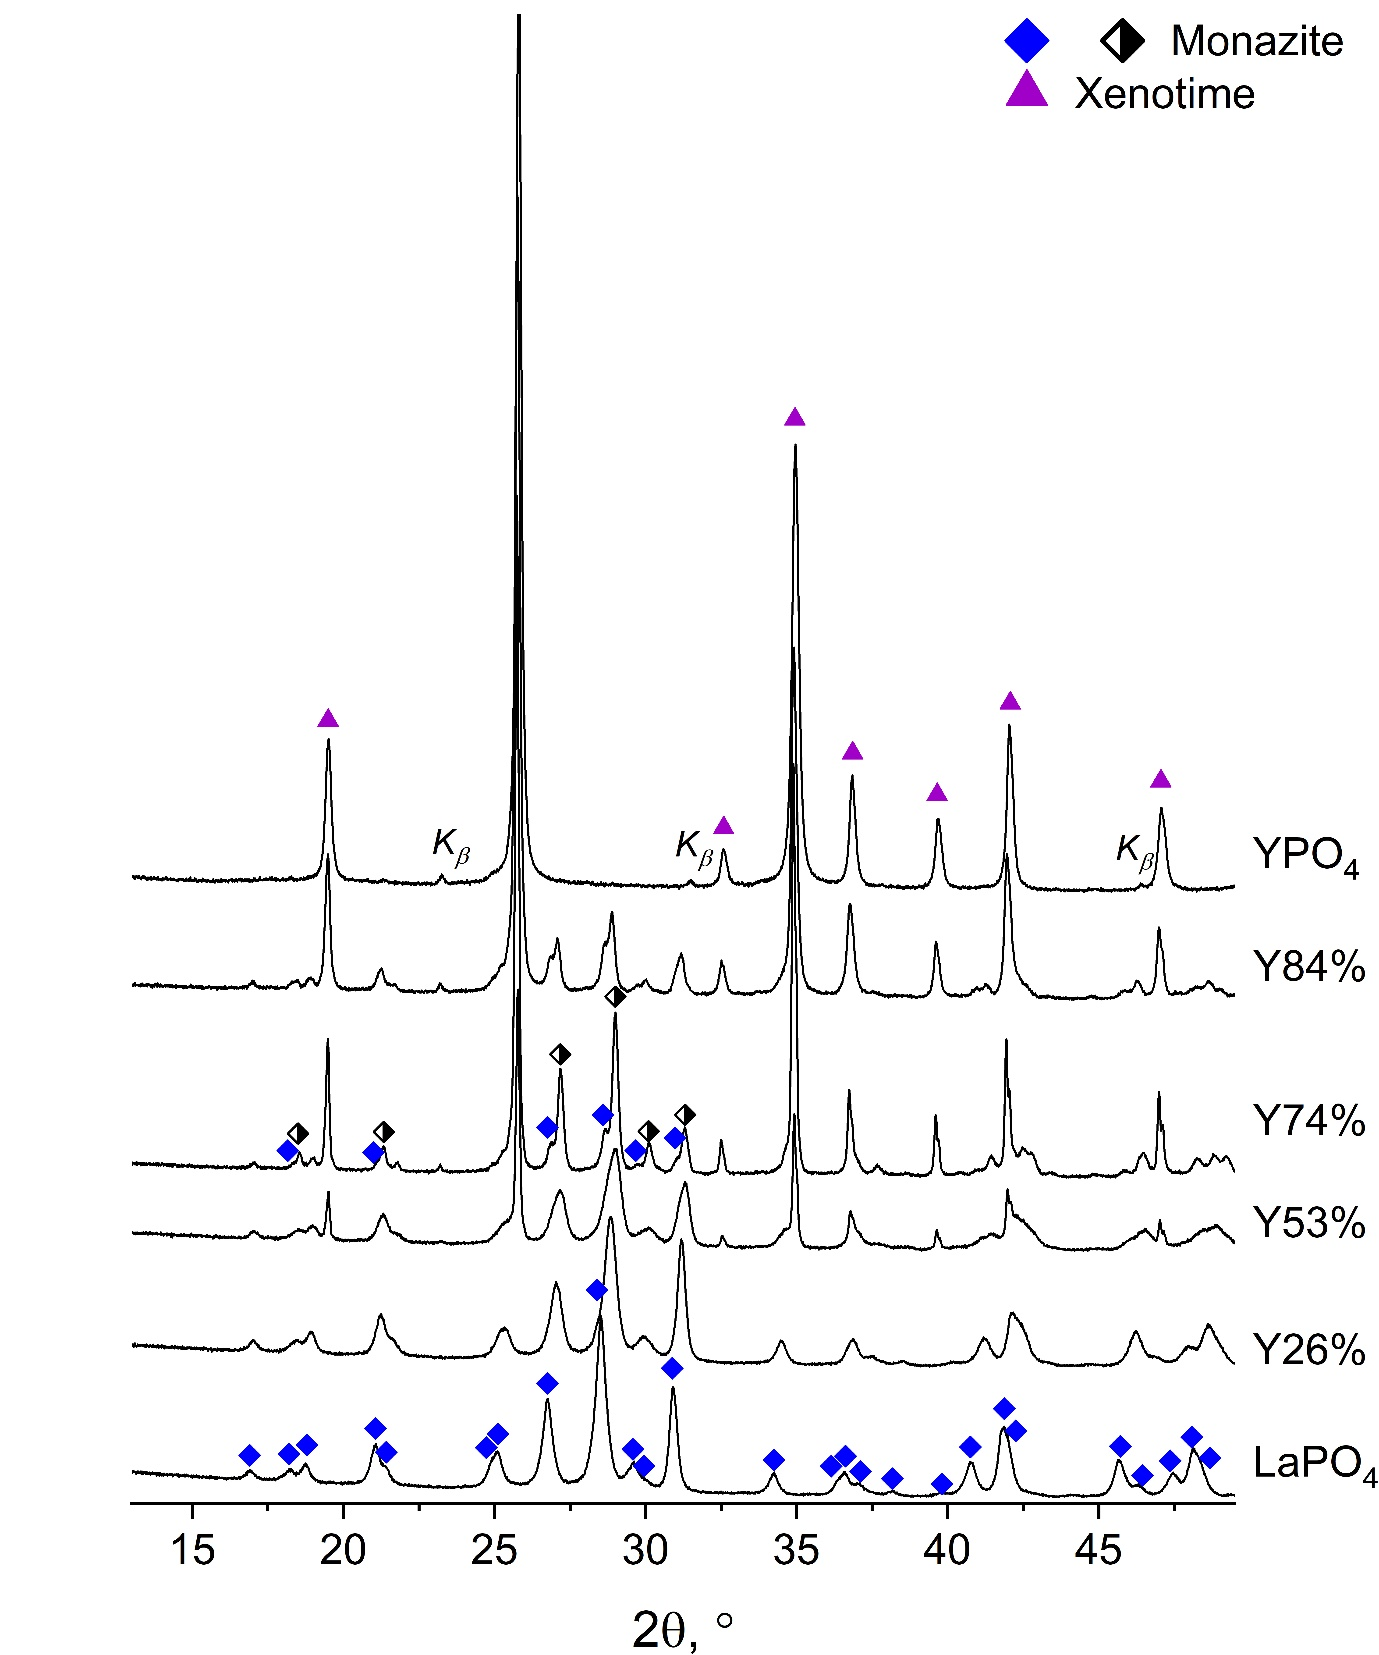 Monazite
Xenotime
Kβ
Kβ
Kβ
YPO4
Y84%
Y74%
Y53%
Y26%
LaPO4
15 20 25 30 35 40 45
2θ, °